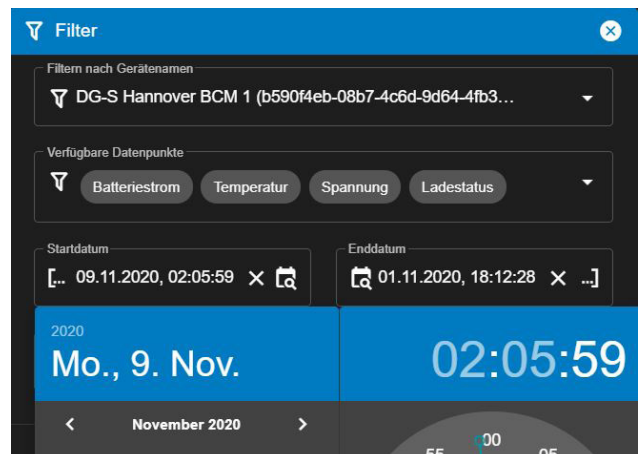 Filter
Filtern nach Gerätenamen
DG-S Hannover BCM 1 (b590f4eb-08b7-4c6d-9d64-4fb3...
Verfügbare Datenpunkte
Batteriestrom Temperatur Spannung Ladestatus
Startdatum Enddatum
[... 09.11.2020, 02:05:59 01.11.2020, 18:12:28 ...]
2020
Mo., 9. Nov. 02:05:59
November 2020
00
55 05